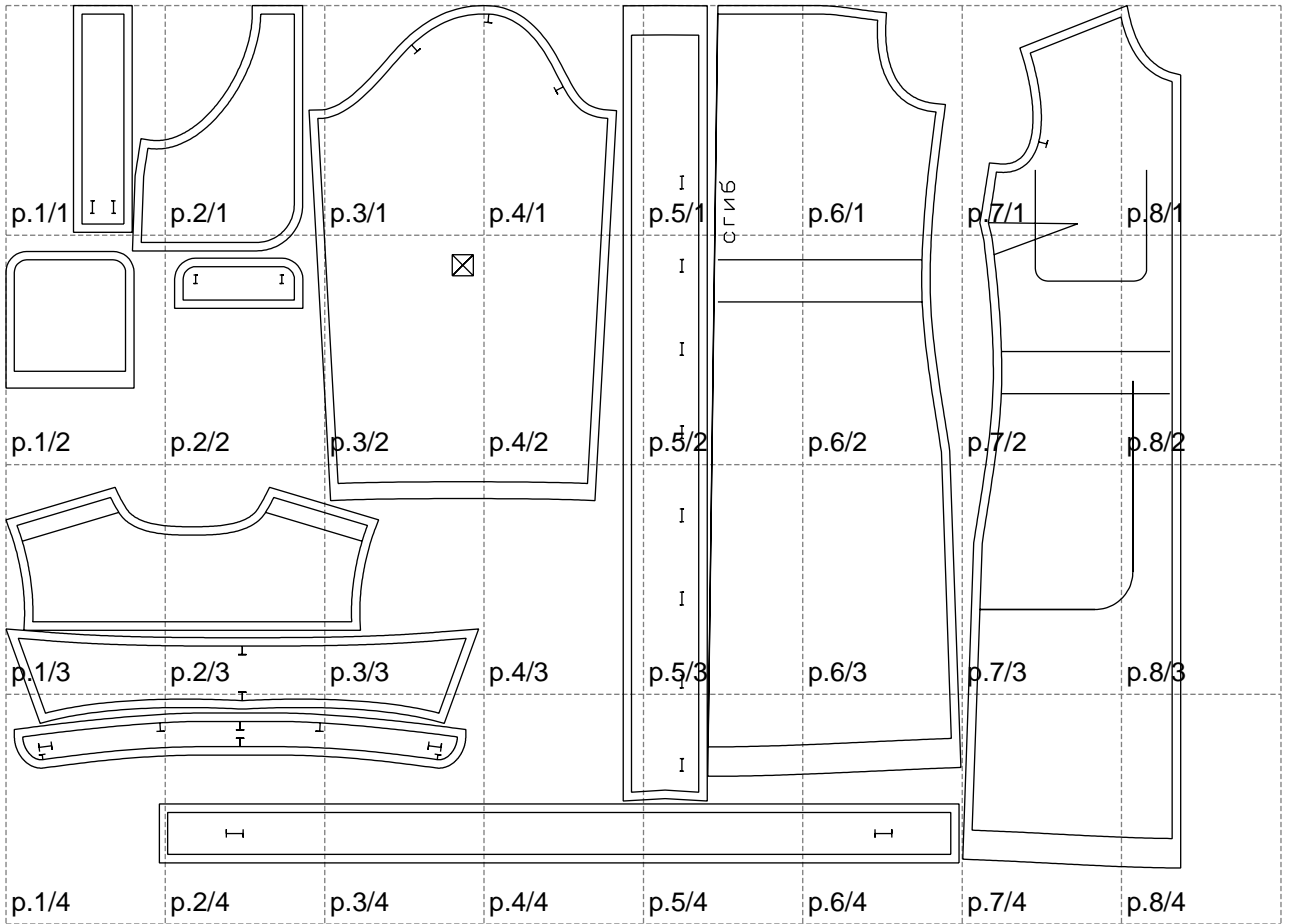 p.1/1 p.2/1 p.3/1 p.4/1 p.5/1 p.6/1 p.7/1 p.8/1
сгиб
p.1/2 p.2/2 p.3/2 p.4/2 p.5/2 p.6/2 p.7/2 p.8/2
p.1/3 p.2/3 p.3/3 p.4/3 p.5/3 p.6/3 p.7/3 p.8/3
p.1/4 p.2/4 p.3/4 p.4/4 p.5/4 p.6/4 p.7/4 p.8/4